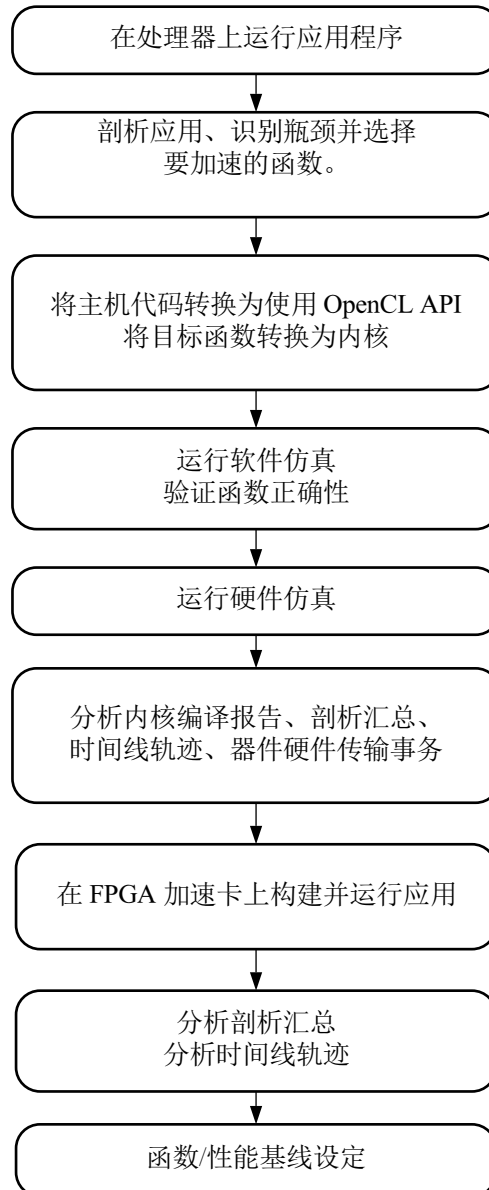 在处理器上运行应用程序
剖析应用、识别瓶颈并选择
要加速的函数。
将主机代码转换为使用 OpenCL API
将目标函数转换为内核
运行软件仿真
验证函数正确性
运行硬件仿真
分析内核编译报告、剖析汇总、
时间线轨迹、器件硬件传输事务
在 FPGA 加速卡上构建并运行应用
分析剖析汇总
分析时间线轨迹
函数/性能基线设定